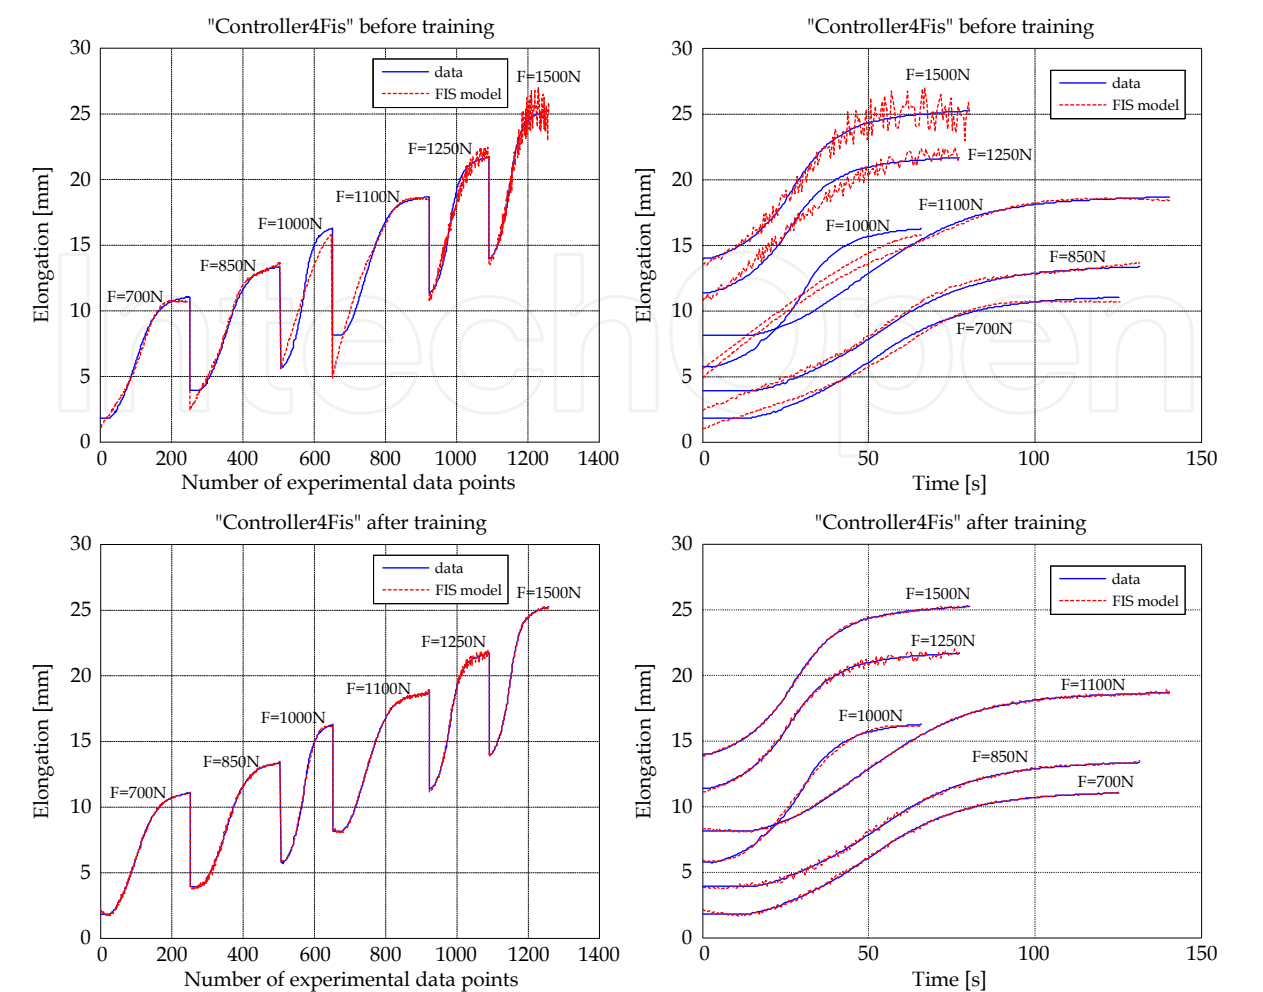 "Controller4Fis" before training
30
25
20
15
10
5
0
0
200
400
600
800
1000
1200
1400
Elongation [mm]
Number of experimental data points
data
FIS model
F=700N
F=850N
F=1000N
F=1100N
F=1250N
F=1500N
"Controller4Fis" before training
30
25
20
15
10
5
0
0
50
100
150
Elongation [mm]
Time [s]
data
FIS model
F=1500N
F=1250N
F=1100N
F=1000N
F=850N
F=700N
"Controller4Fis" after training
30
25
20
15
10
5
0
0
200
400
600
800
1000
1200
1400
Elongation [mm]
Number of experimental data points
data
FIS model
F=700N
F=850N
F=1000N
F=1100N
F=1250N
F=1500N
"Controller4Fis" after training
30
25
20
15
10
5
0
0
50
100
150
Elongation [mm]
Time [s]
data
FIS model
F=1500N
F=1250N
F=1100N
F=1000N
F=850N
F=700N
IntechOpen